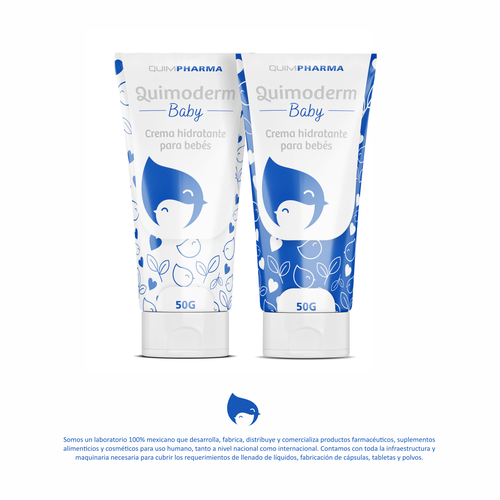 QUIMPHARMA
Quimoderm
Baby
Crema hidratante
para bebés
50G
QUIMPHARMA
Quimoderm
Baby
Crema hidratante
para bebés
50G
Somos un laboratorio 100% mexicano que desarrolla, fabrica, distribuye y comercializa productos farmacéuticos, suplementos
alimenticios y cosméticos para uso humano, tanto a nivel nacional como internacional. Contamos con toda la infraestructura y
maquinaria necesaria para cubrir los requerimientos de llenado de líquidos, fabricación de cápsulas, tabletas y polvos.